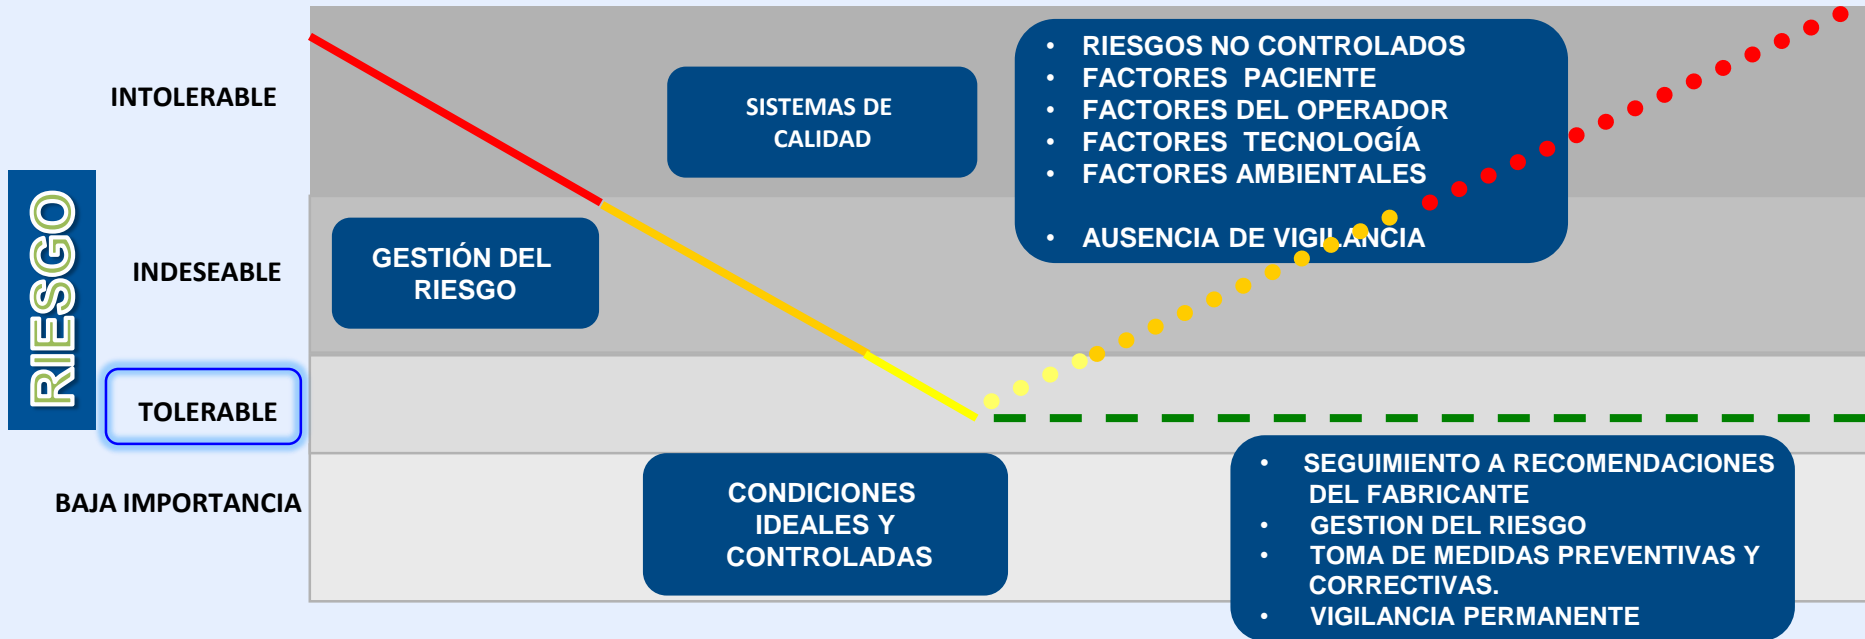 RIESGO
INTOLERABLE
INDESEABLE
TOLERABLE
BAJA IMPORTANCIA
GESTIÓN DEL
RIESGO
SISTEMAS DE
CALIDAD
CONDICIONES
IDEALES Y
CONTROLADAS
• RIESGOS NO CONTROLADOS
• FACTORES PACIENTE
• FACTORES DEL OPERADOR
• FACTORES TECNOLOGÍA
• FACTORES AMBIENTALES
• AUSENCIA DE VIGILANCIA
• SEGUIMIENTO A RECOMENDACIONES
DEL FABRICANTE
• GESTION DEL RIESGO
• TOMA DE MEDIDAS PREVENTIVAS Y
CORRECTIVAS.
• VIGILANCIA PERMANENTE